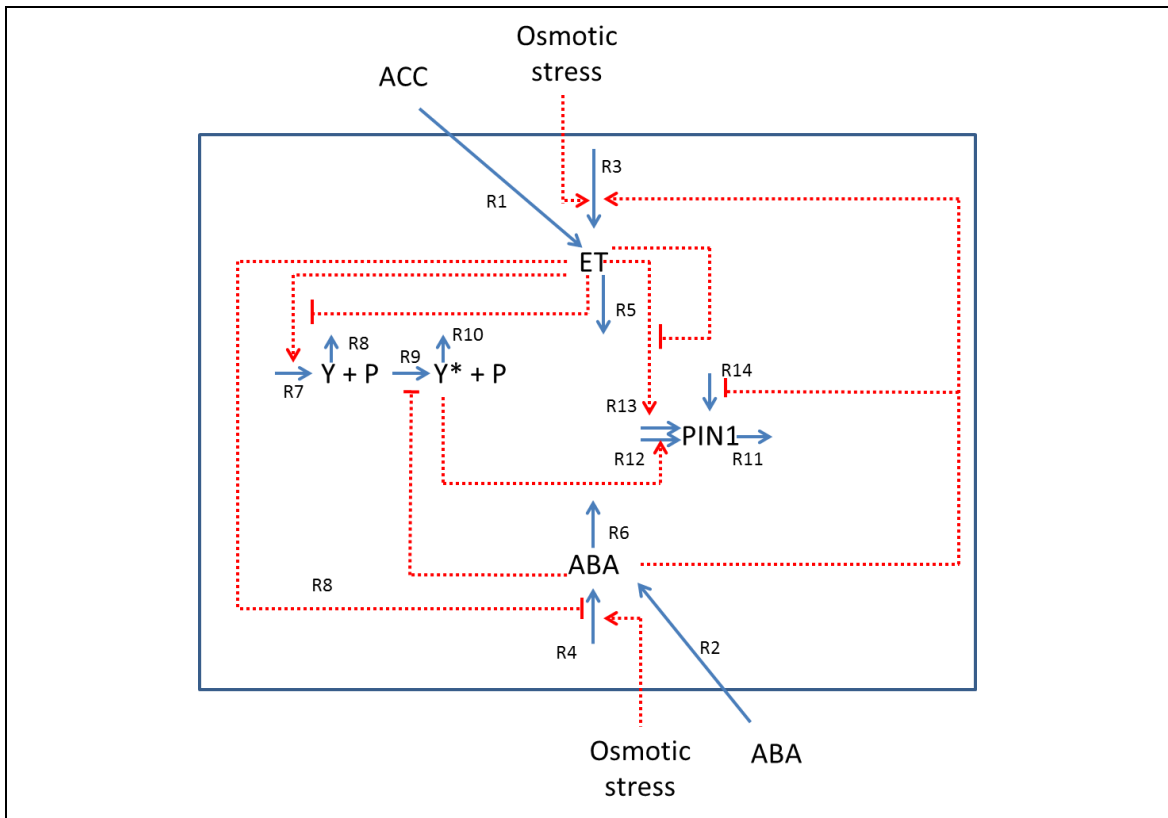 Osmotic
stress
ACC
R3
R1
ET
R5
R8
R10
R9
R14
Y + P
Y* + P
R7
R13
PIN1
R12
R11
R6
ABA
R8
R4
R2
Osmotic
stress
ABA